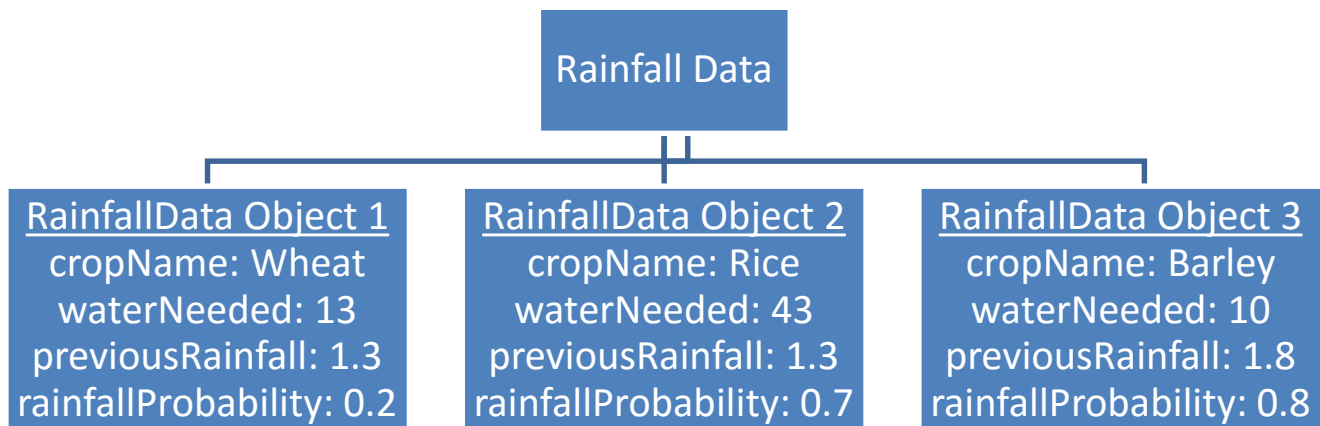 Rainfall Data
RainfallData Object 1
cropName: Wheat
waterNeeded: 13
previousRainfall: 1.3
rainfallProbability: 0.2
RainfallData Object 2
cropName: Rice
waterNeeded: 43
previousRainfall: 1.3
rainfallProbability: 0.7
RainfallData Object 3
cropName: Barley
waterNeeded: 10
previousRainfall: 1.8
rainfallProbability: 0.8